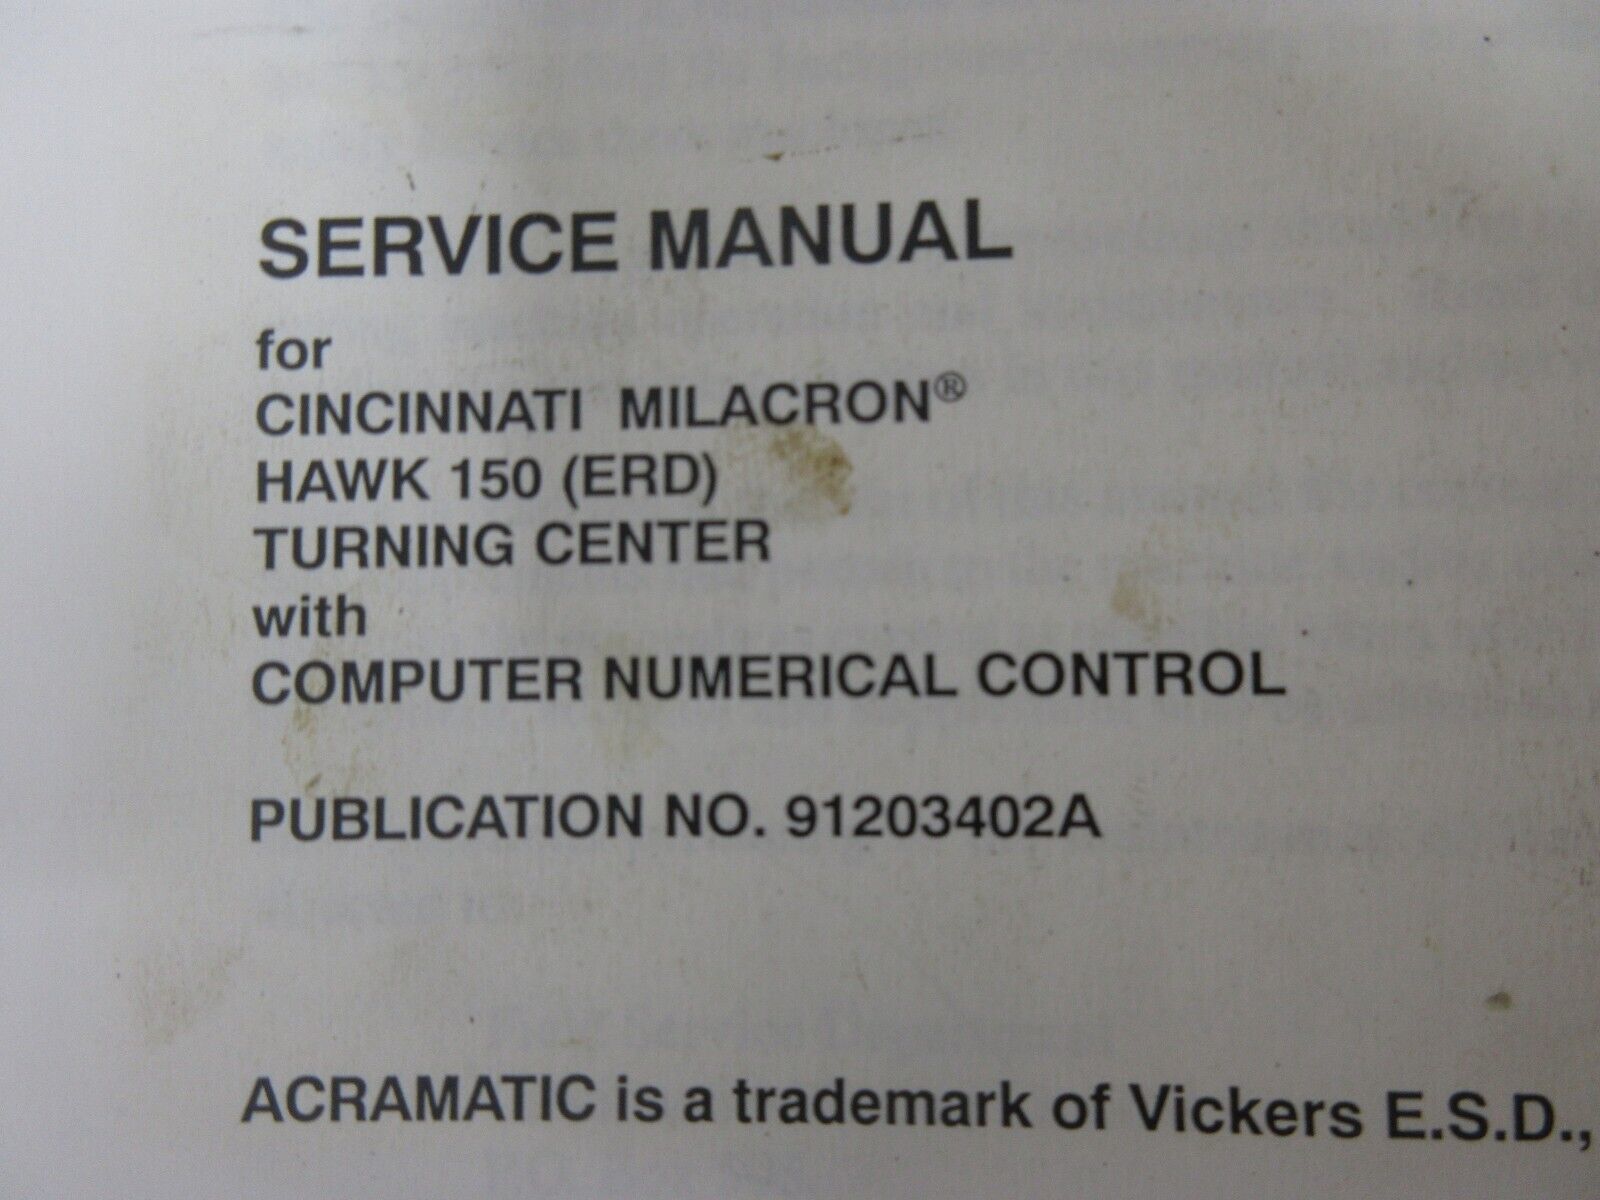 SERVICE MANUAL
for
CINCINNATI MILACRON®
HAWK 150 (ERD)
TURNING CENTER
with
COMPUTER NUMERICAL CONTROL
PUBLICATION NO. 91203402A
ACRAMATIC is a trademark of Vickers E.S.D.,